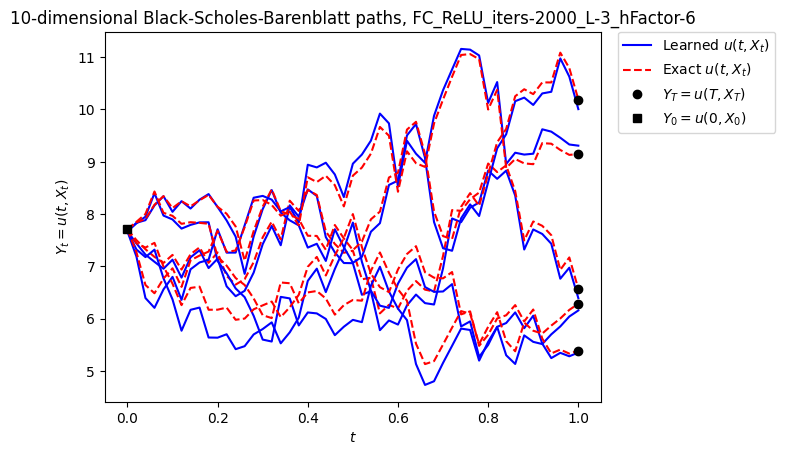 10-dimensional Black-Scholes-Barenblatt paths, FC_ReLU_iters-2000_L-3_hFactor-6
Learned u(t, X_t)
Exact u(t, X_t)
Y_T = u(T, X_T)
Y_0 = u(0, X_0)
Y_t = u(t, X_t)
11
10
9
8
7
6
5
0.0 0.2 0.4 0.6 0.8 1.0
t